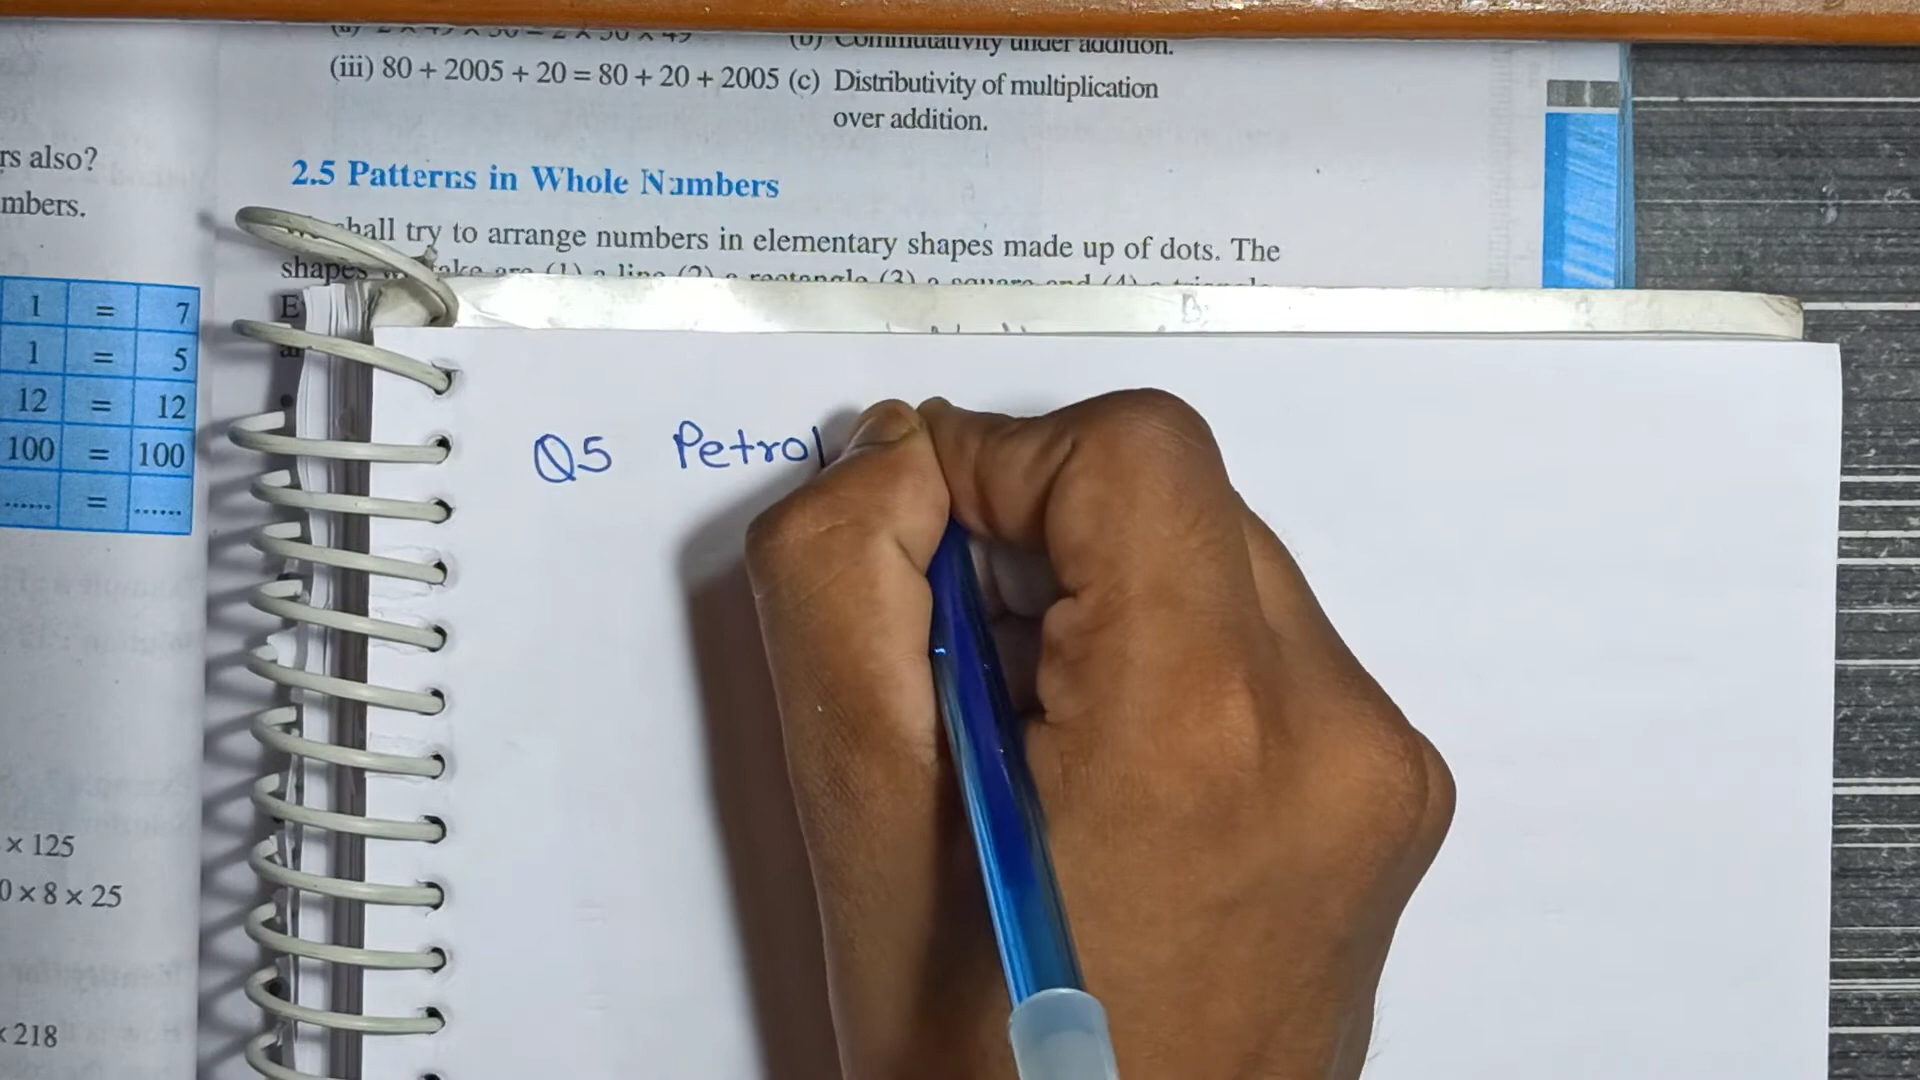 (iii) 80 + 2005 + 20 = 80 + 20 + 2005 (c) Distributivity of multiplication
over addition.
2.5 Patterns in Whole Numbers
shall try to arrange numbers in elementary shapes made up of dots. The
shapes
rs also?
mbers.
1 = 7
1 = 5
12 = 12
100 = 100
...... = ......
× 125
0 × 8 × 25
× 218
Q5 Petrol